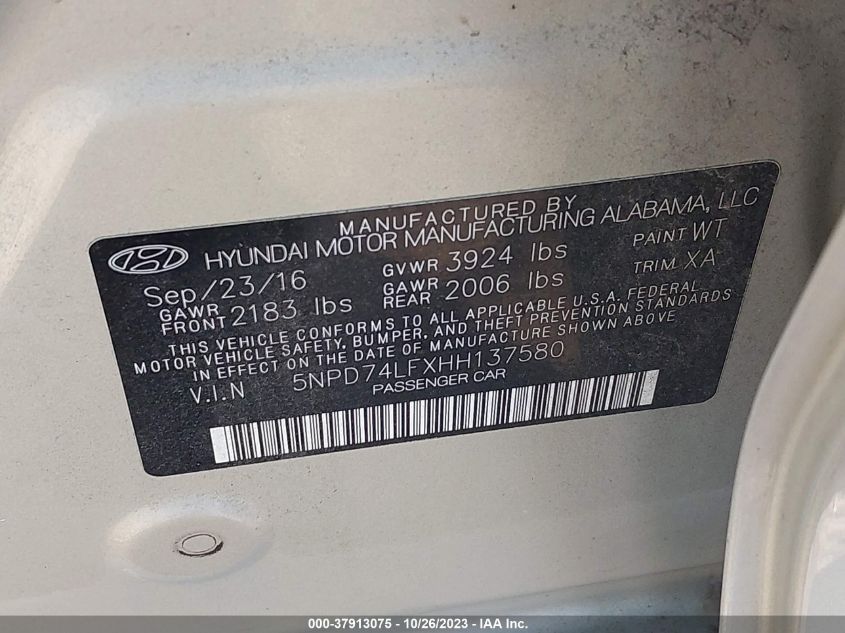 MANUFACTURED BY
HYUNDAI MOTOR MANUFACTURING ALABAMA, LLC
Sep/23/16 GVWR 3924 lbs PAINT WT
GAWR FRONT 2183 lbs GAWR REAR 2006 lbs TRIM XA
THIS VEHICLE CONFORMS TO ALL APPLICABLE U.S.A. FEDERAL
MOTOR VEHICLE SAFETY, BUMPER, AND THEFT PREVENTION STANDARDS
IN EFFECT ON THE DATE OF MANUFACTURE SHOWN ABOVE
V.I.N 5NPD74LFXHH137580
PASSENGER CAR
000-37913075 - 10/26/2023 - IAA Inc.